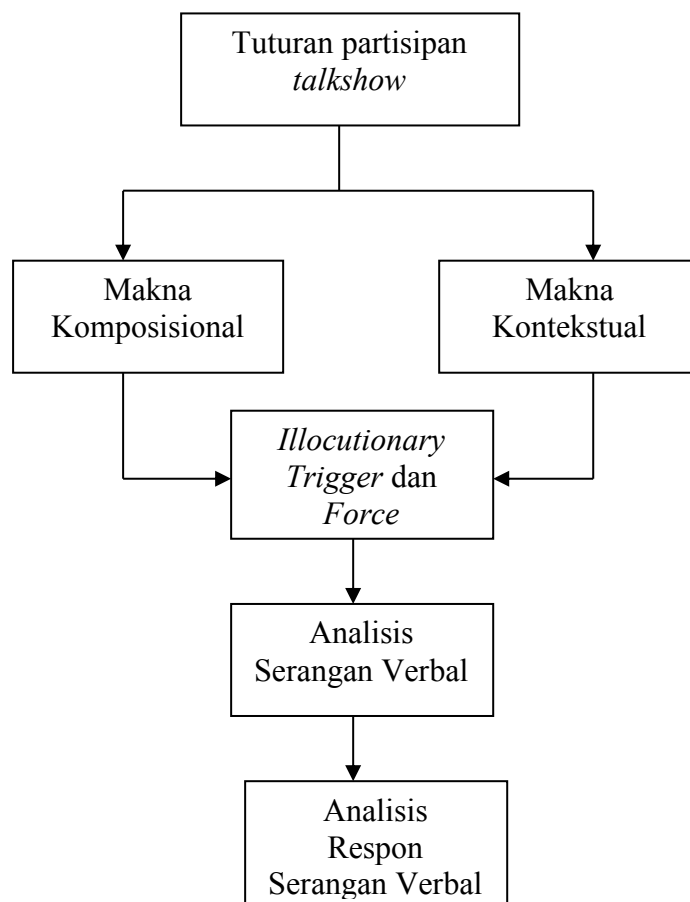 Tuturan partisipan
talkshow
Makna
Komposisional
Makna
Kontekstual
Illocutionary
Trigger dan
Force
Analisis
Serangan Verbal
Analisis
Respon
Serangan Verbal